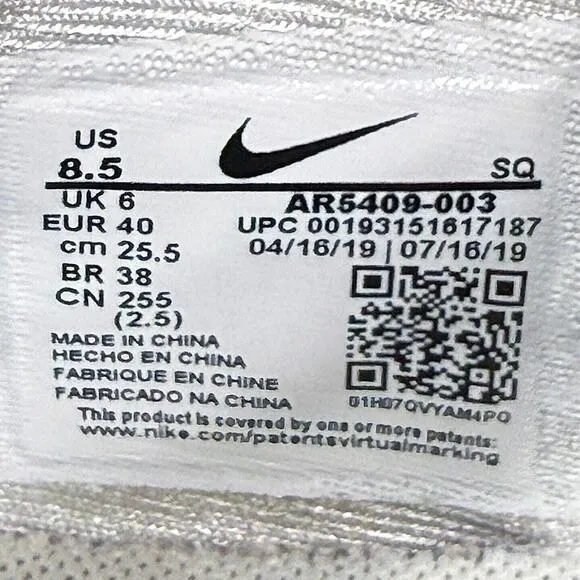 US
8.5
SQ
UK 6
EUR 40
cm 25.5
BR 38
CN 255
(2.5)
AR5409-003
UPC 00193151617187
04/16/19 | 07/16/19
01H07QVYAM4PQ
MADE IN CHINA
HECHO EN CHINA
FABRIQUE EN CHINE
FABRICADO NA CHINA
This product is covered by one or more patents:
www.nike.com/patentsvirtualmarking